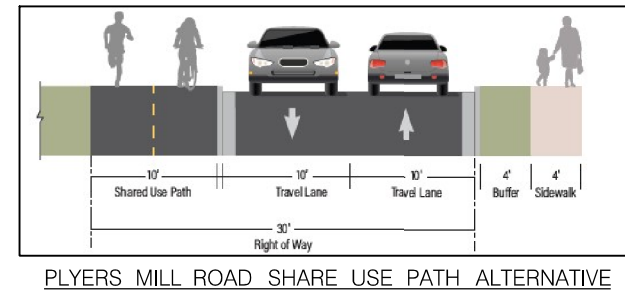 10' 10' 10' 4' 4'
Shared Use Path Travel Lane Travel Lane Buffer Sidewalk
30'
Right of Way
PLYERS MILL ROAD SHARE USE PATH ALTERNATIVE